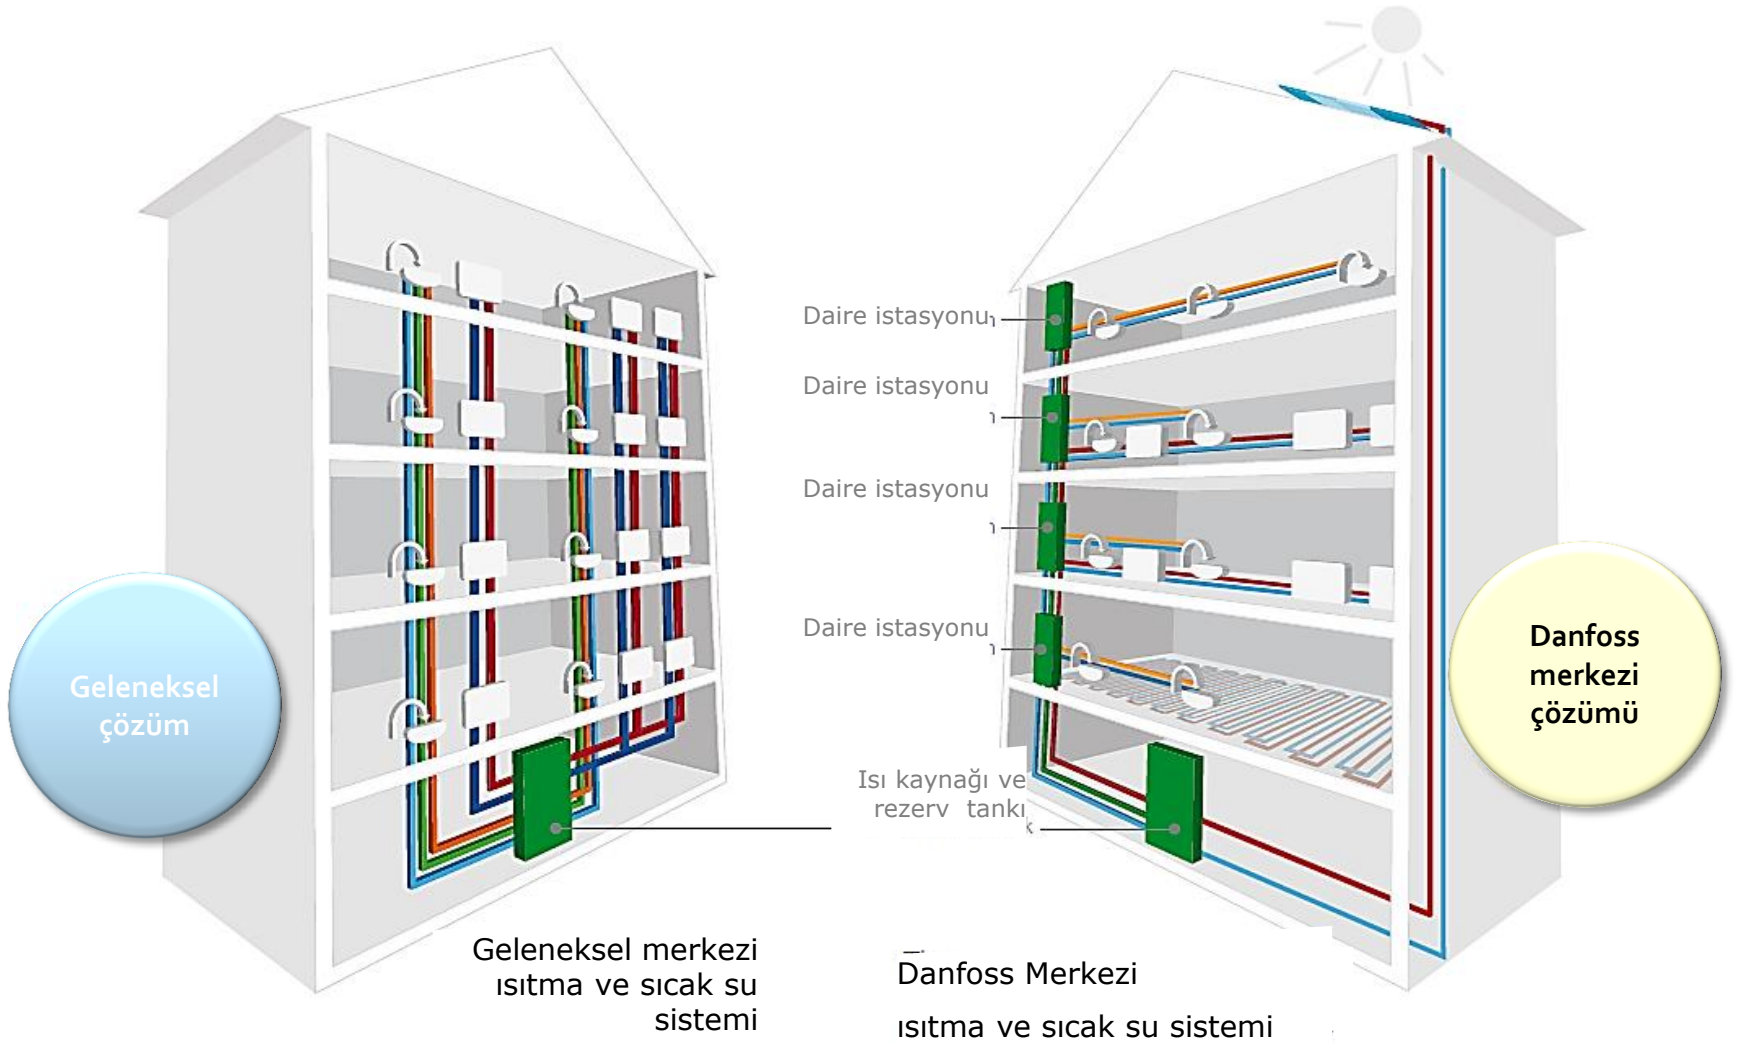 Daire istasyonu
Daire istasyonu
Daire istasyonu
Daire istasyonu
Geleneksel
çözüm
Danfoss
merkezi
çözümü
Isı kaynağı ve
rezerv tankı
Geleneksel merkezi
ısıtma ve sıcak su
sistemi
Danfoss Merkezi
ısıtma ve sıcak su sistemi